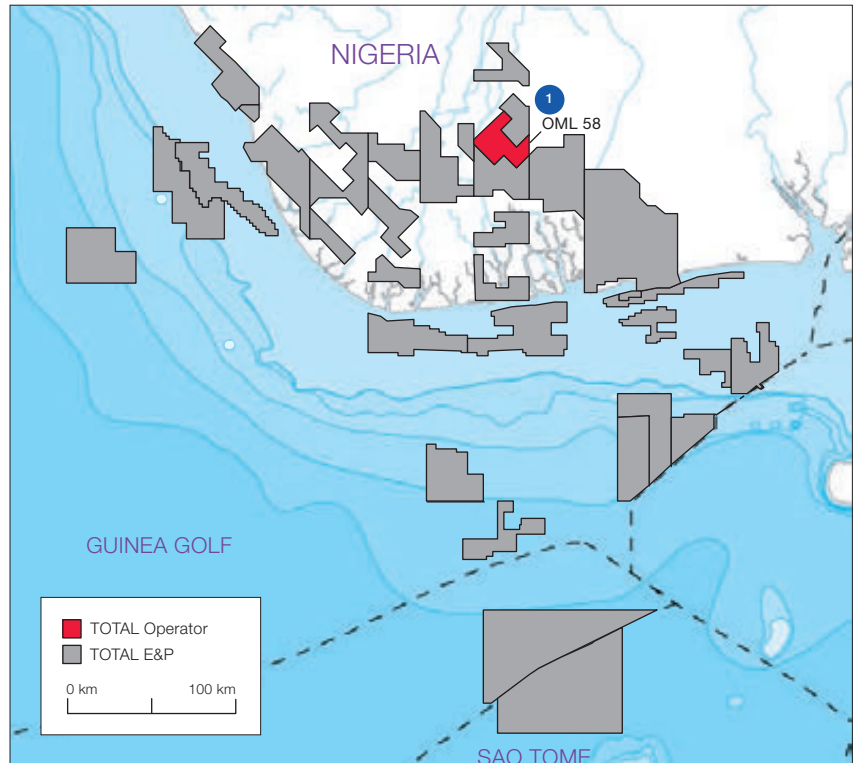 NIGERIA
1
OML 58
GUINEA GOLF
TOTAL Operator
TOTAL E&P
0 km 100 km
SAO TOME